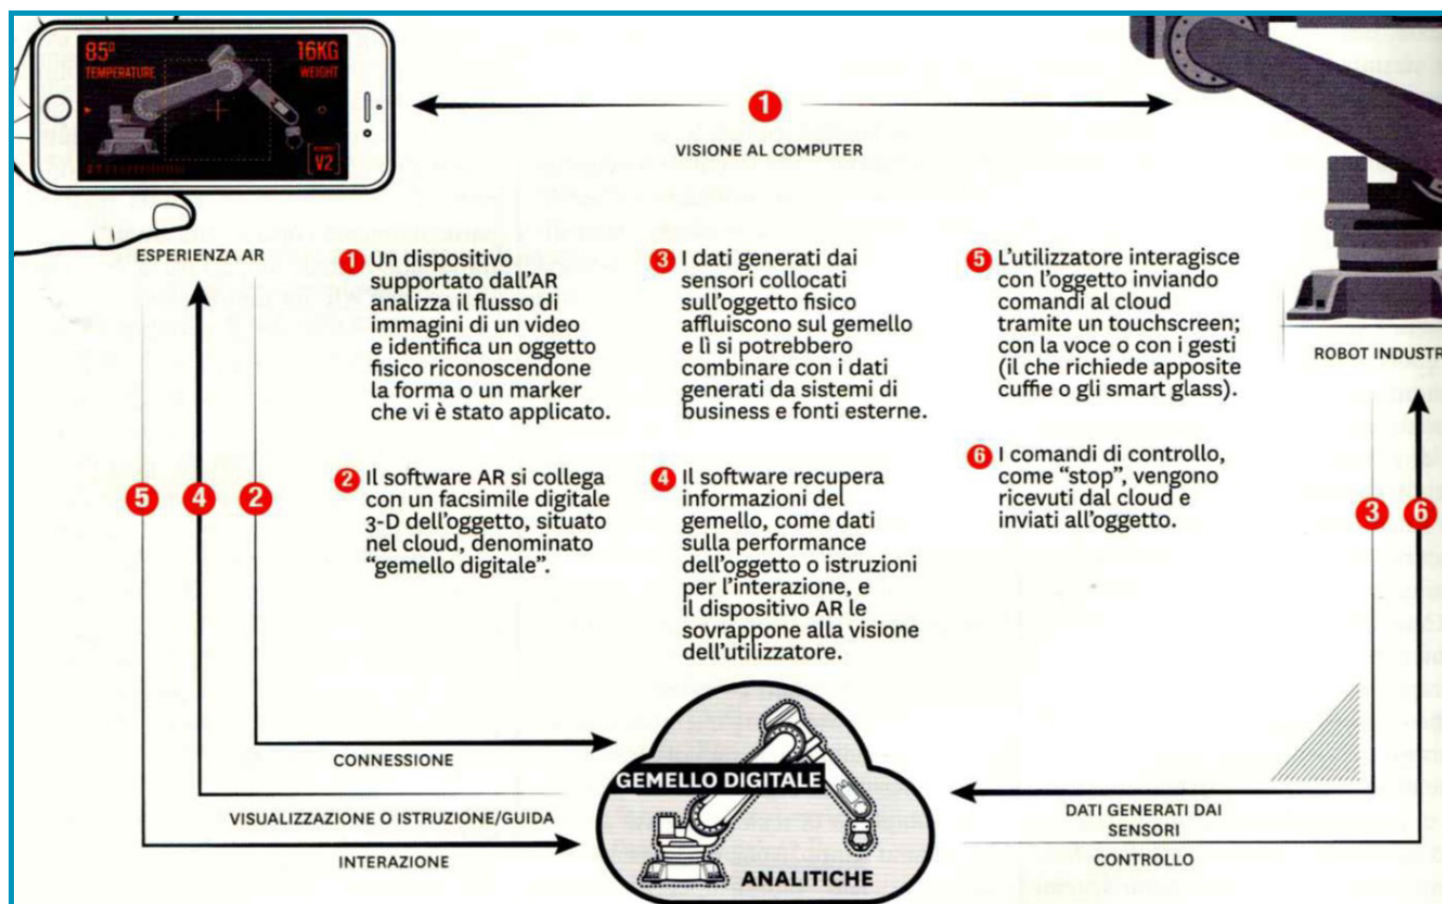 85°
TEMPERATURE
16KG
WEIGHT
V2
1
VISIONE AL COMPUTER
ESPERIENZA AR
ROBOT INDUSTR
1 Un dispositivo
supportato dall'AR
analizza il flusso di
immagini di un video
e identifica un oggetto
fisico riconoscendone
la forma o un marker
che vi è stato applicato.
2 Il software AR si collega
con un facsimile digitale
3-D dell'oggetto, situato
nel cloud, denominato
"gemello digitale".
3 I dati generati dai
sensori collocati
sull'oggetto fisico
affluiscono sul gemello
e lì si potrebbero
combinare con i dati
generati da sistemi di
business e fonti esterne.
4 Il software recupera
informazioni del
gemello, come dati
sulla performance
dell'oggetto o istruzioni
per l'interazione, e
il dispositivo AR le
sovrappone alla visione
dell'utilizzatore.
5 L'utilizzatore interagisce
con l'oggetto inviando
comandi al cloud
tramite un touchscreen;
con la voce o con i gesti
(il che richiede apposite
cuffie o gli smart glass).
6 I comandi di controllo,
come "stop", vengono
ricevuti dal cloud e
inviati all'oggetto.
5 4 2
3 6
CONNESSIONE
VISUALIZZAZIONE O ISTRUZIONE/GUIDA
INTERAZIONE
GEMELLO DIGITALE
ANALITICHE
DATI GENERATI DAI
SENSORI
CONTROLLO